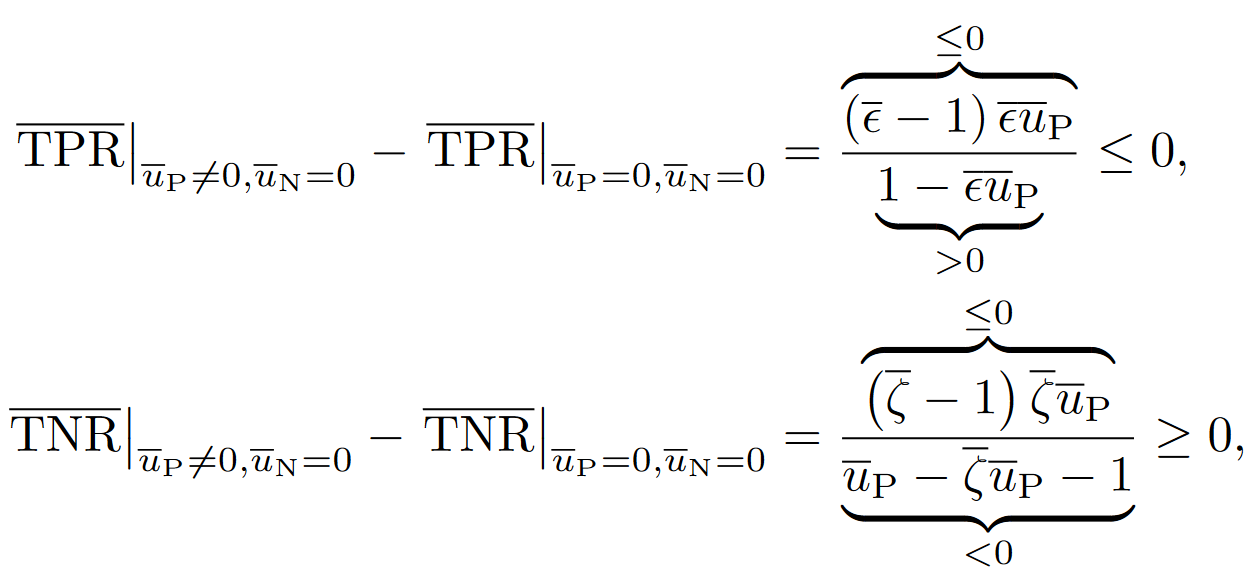 $$\overline{\mathrm{TPR}}\big|_{\overline{u}_{\mathrm{P}}\neq 0,\overline{u}_{\mathrm{N}}=0} - \overline{\mathrm{TPR}}\big|_{\overline{u}_{\mathrm{P}}=0,\overline{u}_{\mathrm{N}}=0} = \frac{\overbrace{(\overline{\epsilon}-1)\,\overline{\epsilon u}_{\mathrm{P}}}^{\leq 0}}{\underbrace{1-\overline{\epsilon u}_{\mathrm{P}}}_{>0}} \leq 0,$$
$$\overline{\mathrm{TNR}}\big|_{\overline{u}_{\mathrm{P}}\neq 0,\overline{u}_{\mathrm{N}}=0} - \overline{\mathrm{TNR}}\big|_{\overline{u}_{\mathrm{P}}=0,\overline{u}_{\mathrm{N}}=0} = \frac{\overbrace{(\overline{\zeta}-1)\,\overline{\zeta}\overline{u}_{\mathrm{P}}}^{\leq 0}}{\underbrace{\overline{u}_{\mathrm{P}}-\overline{\zeta}\overline{u}_{\mathrm{P}}-1}_{<0}} \geq 0,$$